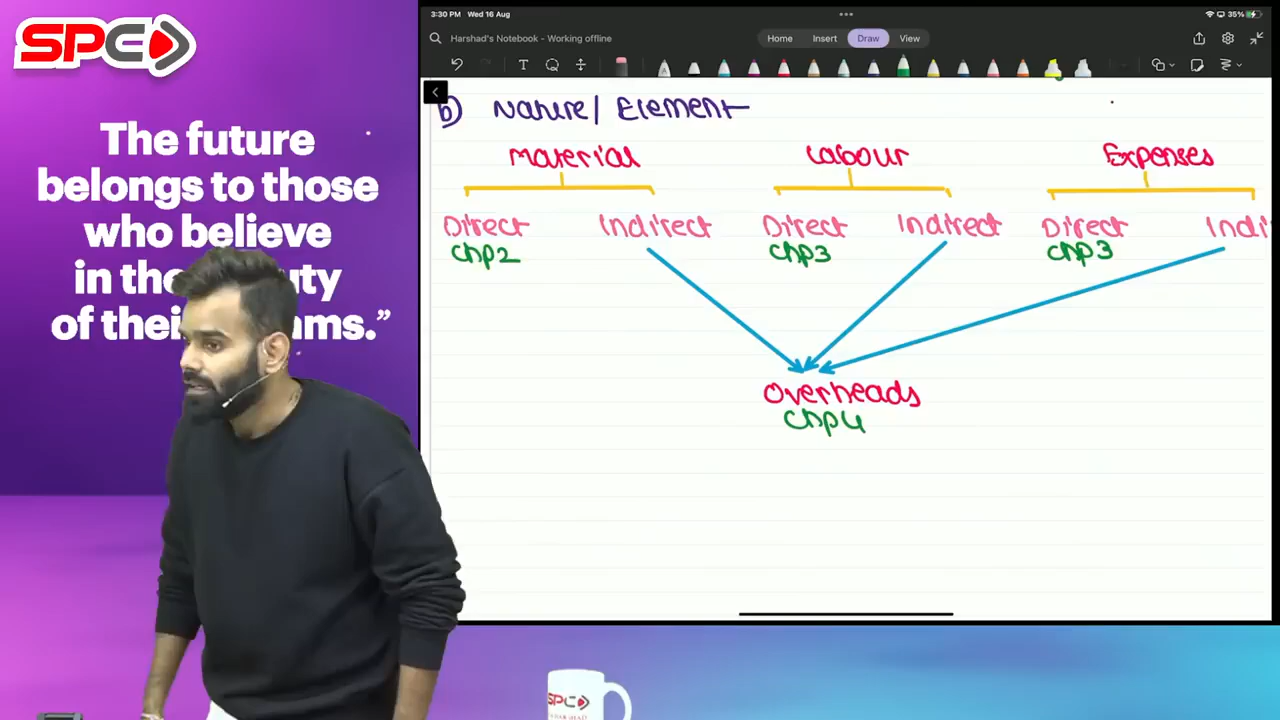 SPC
The future
belongs to those
who believe
in the
of their
3:30 PM Wed 16 Aug
35%
Harshad's Notebook - Working offline
Home Insert Draw View
b) Nature/ Element
Material Labour Expenses
Direct Indirect Direct Indirect Direct Indi
Chp2 Chp3 Chp3
Overheads
Chp4
SPC